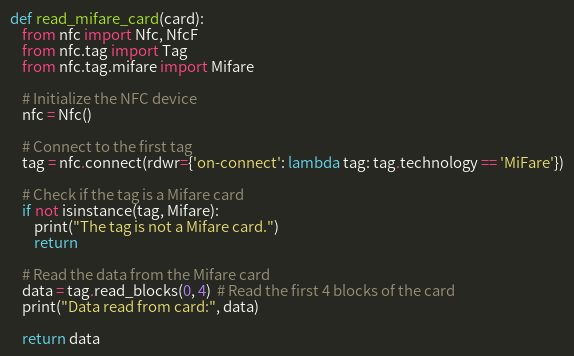 def read_mifare_card(card):
    from nfc import Nfc, NfcF
    from nfc.tag import Tag
    from nfc.tag.mifare import Mifare

    # Initialize the NFC device
    nfc = Nfc()

    # Connect to the first tag
    tag = nfc.connect(rdwr={'on-connect': lambda tag: tag.technology == 'MiFare'})

    # Check if the tag is a Mifare card
    if not isinstance(tag, Mifare):
        print("The tag is not a Mifare card.")
        return

    # Read the data from the Mifare card
    data = tag.read_blocks(0, 4)  # Read the first 4 blocks of the card
    print("Data read from card:", data)

    return data